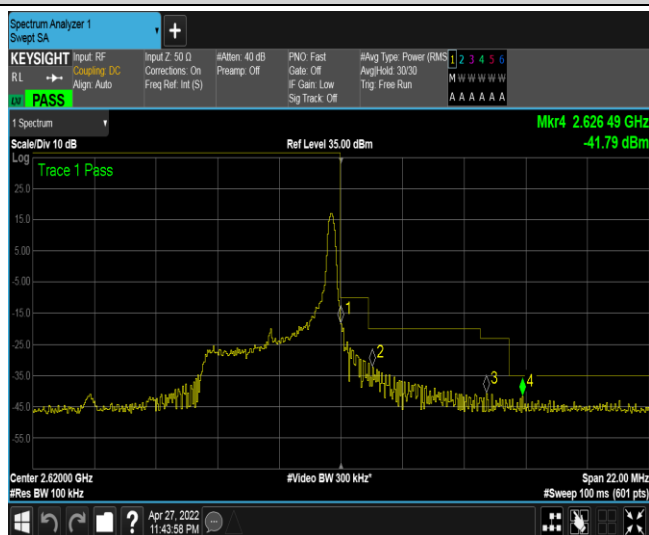 Spectrum Analyzer 1
Swept SA
+
KEYSIGHT Input: RF Input Z: 50 Ω #Atten: 40 dB PNO: Fast #Avg Type: Power (RMS 1 2 3 4 5 6
RL Coupling: DC Corrections: On Preamp: Off Gate: Off Avg|Hold: 30/30 M W W W W W
Align: Auto Freq Ref: Int (S) IF Gain: Low Trig: Free Run
Sig Track: Off A A A A A A
PASS
1 Spectrum
Mkr4 2.626 49 GHz
Scale/Div 10 dB Ref Level 35.00 dBm -41.79 dBm
Log
Trace 1 Pass
25.0
15.0
5.00
-5.00
-15.0
1
-25.0
2
-35.0
3
4
-45.0
-55.0
Center 2.62000 GHz #Video BW 300 kHz* Span 22.00 MHz
#Res BW 100 kHz #Sweep 100 ms (601 pts)
?
Apr 27, 2022
11:43:58 PM